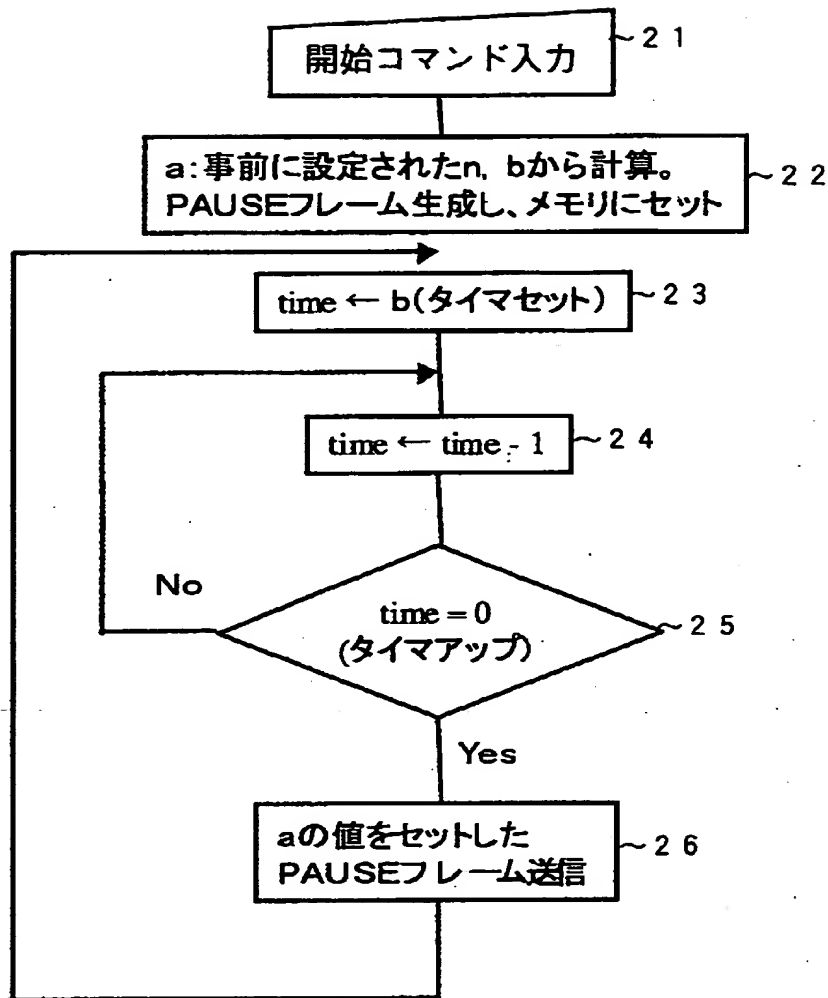 開始コマンド入力
~21
a:事前に設定されたn, bから計算。
PAUSEフレーム生成し、メモリにセット
~22
time ← b(タイマセット)
~23
time ← time - 1
~24
No
time = 0
(タイマアップ)
~25
Yes
aの値をセットした
PAUSEフレーム送信
~26